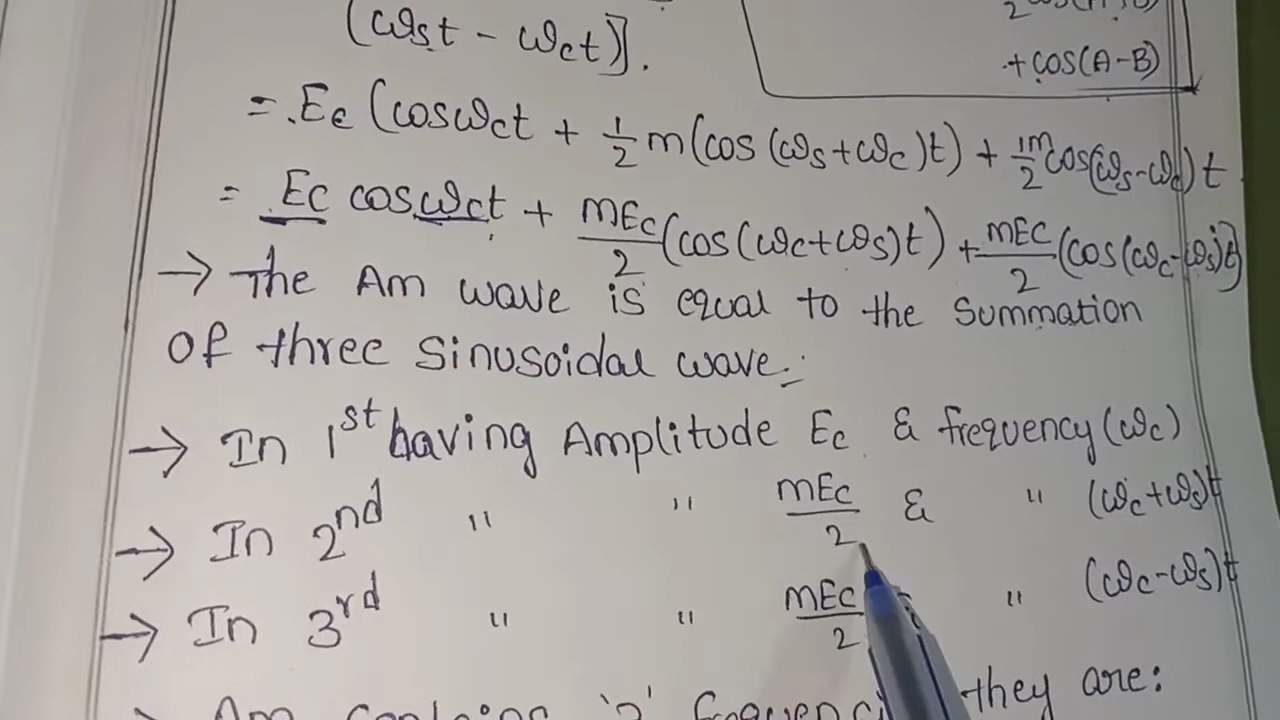 (ωst - ωct)].
+ cos(A-B)
= .Ec (cosωct + 1/2 m(cos (ωs+ωc)t) + 1m/2 cos(ωs-ωc)t
= Ec cosωct + mEc/2 (cos(ωc+ωs)t) + mEc/2 (cos(ωc-ωs)t)
→ The Am wave is equal to the Summation
of three Sinusoidal wave:
→ In 1st having Amplitude Ec & frequency (ωc)
→ In 2nd " " mEc/2 & " (ωc+ωs)t
→ In 3rd " " mEc/2 " (ωc-ωs)t
they are: